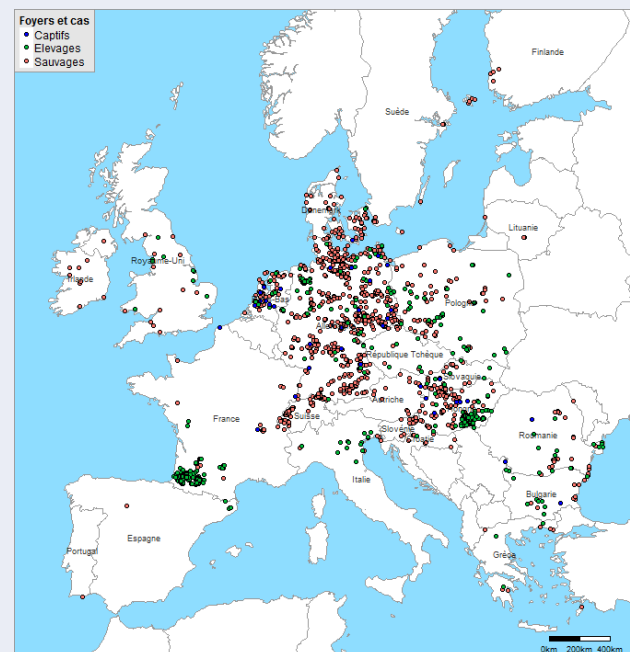 Foyers et cas
Captifs
Elevages
Sauvages
Finlande
Suède
Danemark
Lituanie
Royaume-Uni
Irlande
Pologne
République Tchèque
Slovaquie
Autriche
France
Suisse
Slovénie
Roumanie
Italie
Bulgarie
Espagne
Portugal
Grèce
0km 200km 400km